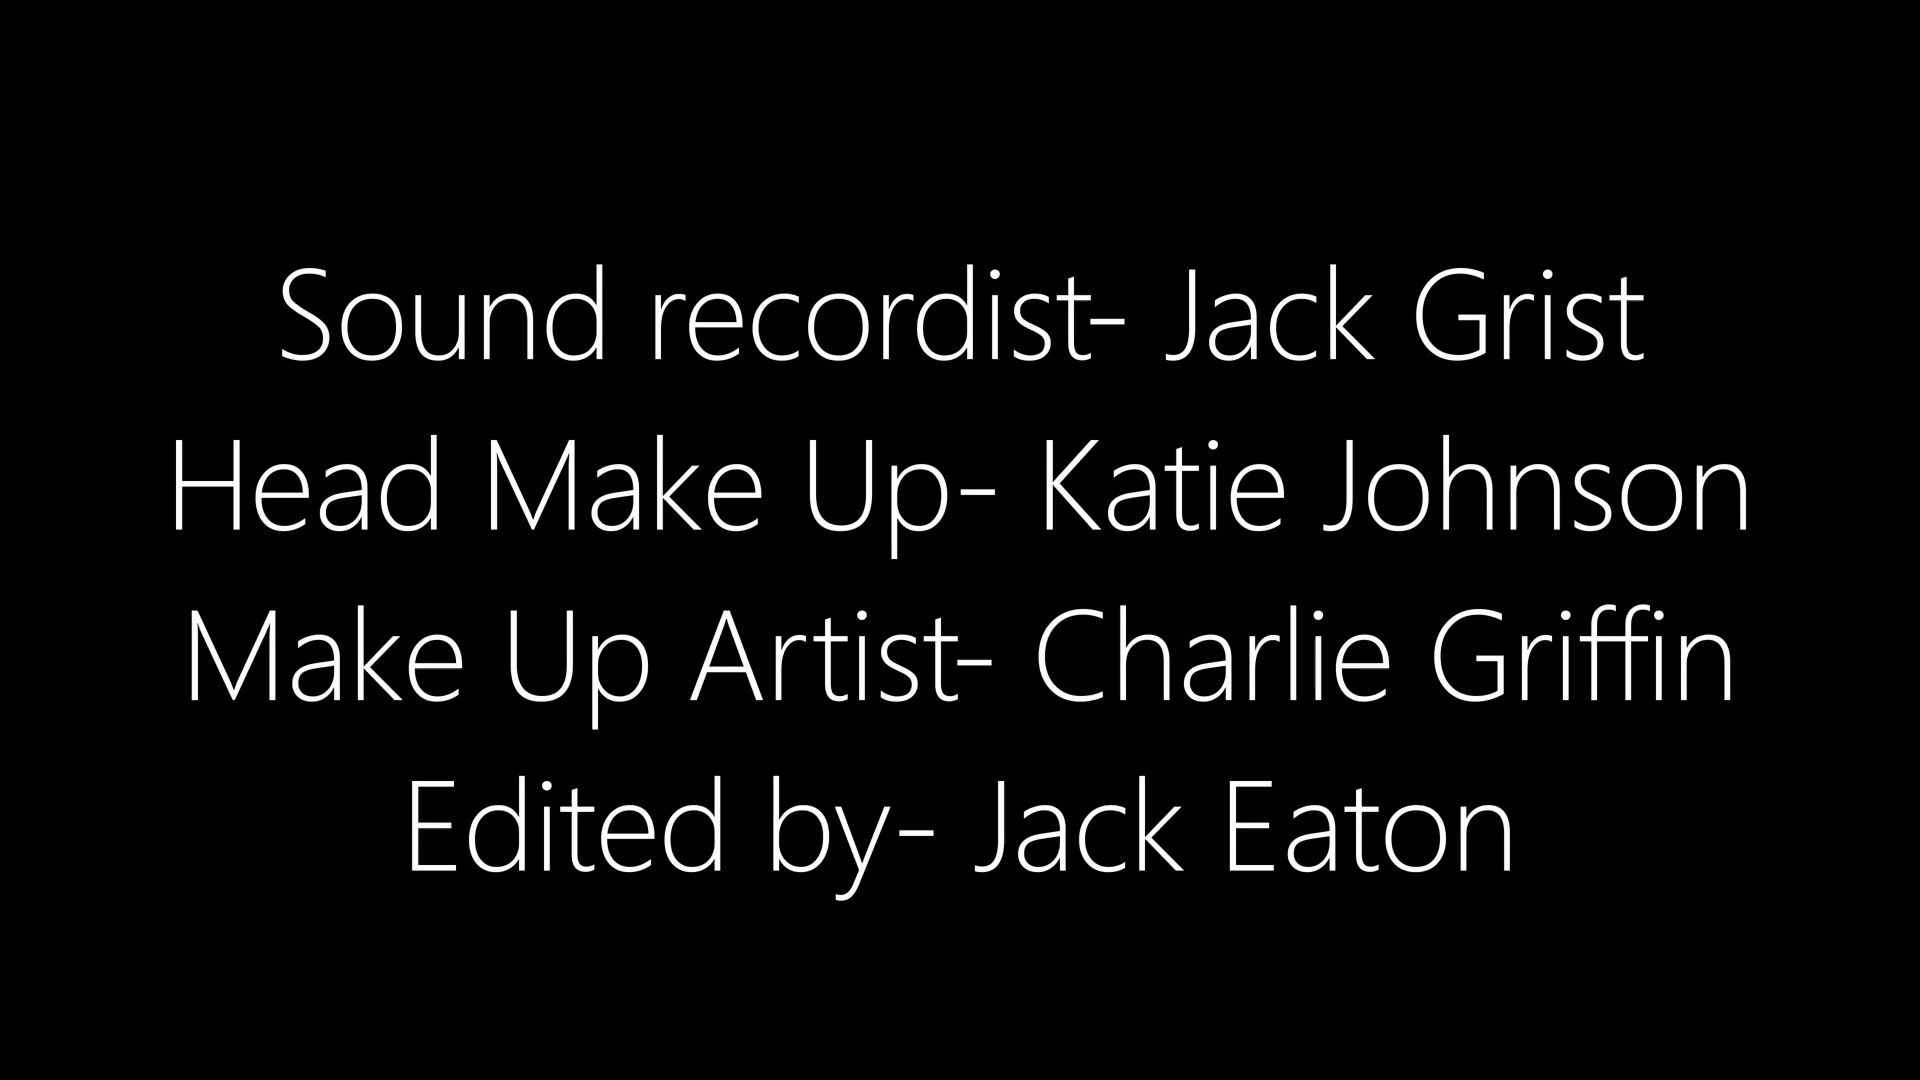 Sound recordist- Jack Grist
Head Make Up- Katie Johnson
Make Up Artist- Charlie Griffin
Edited by- Jack Eaton